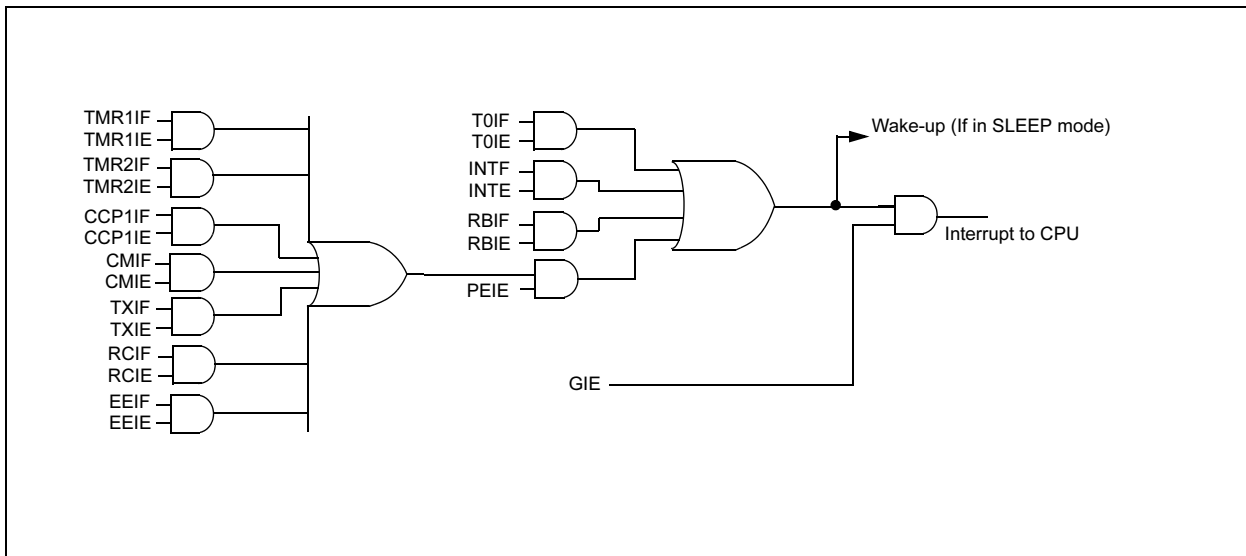 TMR1IF
TMR1IE
TMR2IF
TMR2IE
CCP1IF
CCP1IE
CMIF
CMIE
TXIF
TXIE
RCIF
RCIE
EEIF
EEIE
T0IF
T0IE
INTF
INTE
RBIF
RBIE
PEIE
GIE
Wake-up (If in SLEEP mode)
Interrupt to CPU